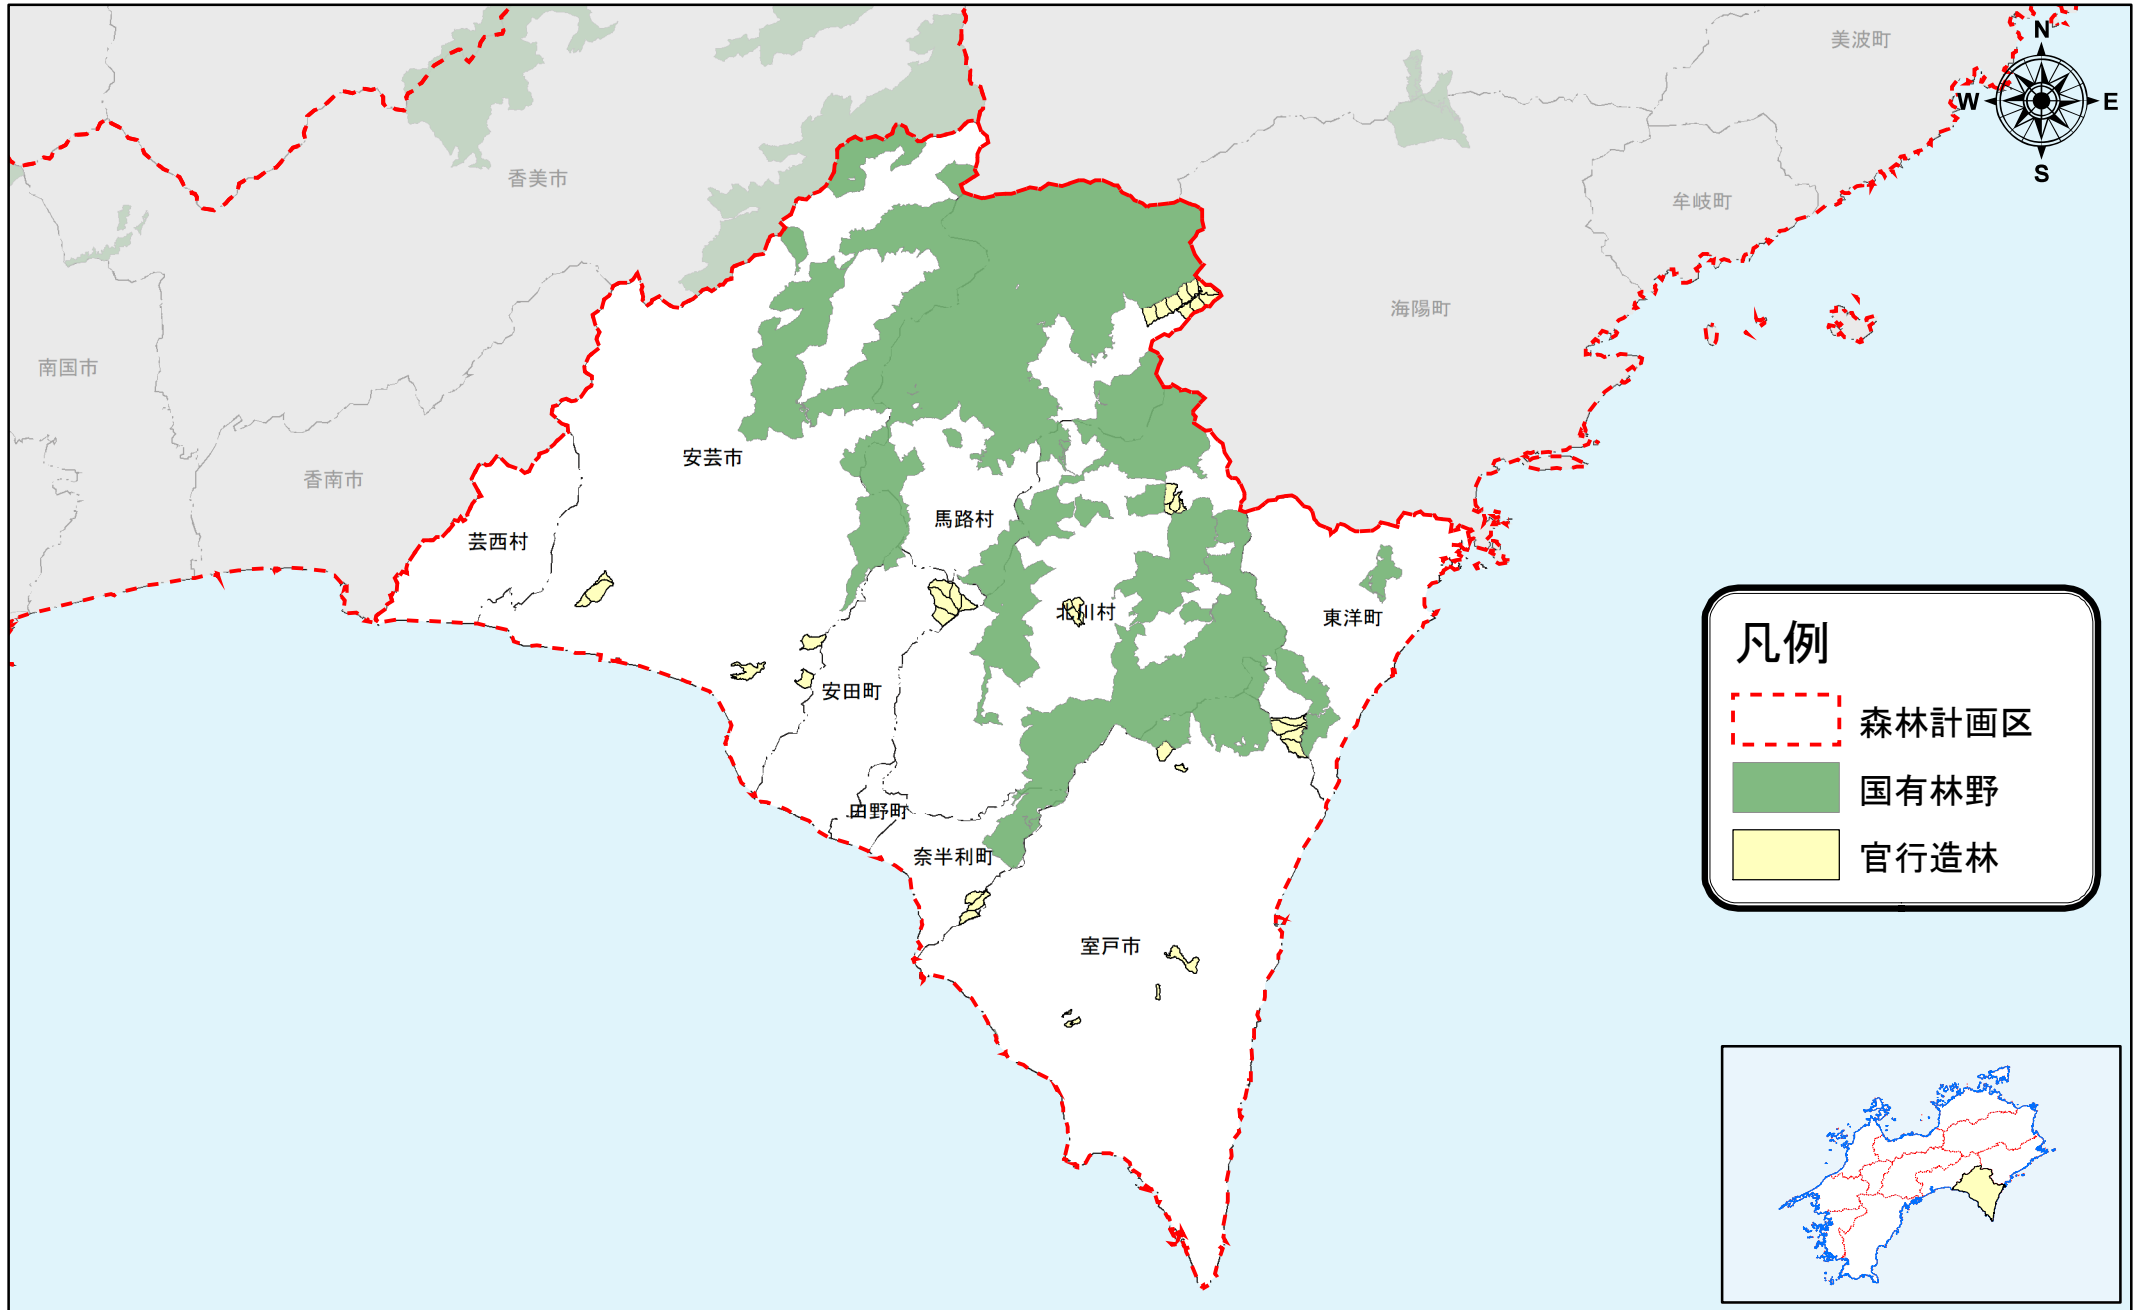 美波町
N
W
E
S
香美市
牟岐町
海陽町
南国市
安芸市
香南市
馬路村
芸西村
北川村
東洋町
安田町
田野町
奈半利町
室戸市
凡例
森林計画区
国有林野
官行造林